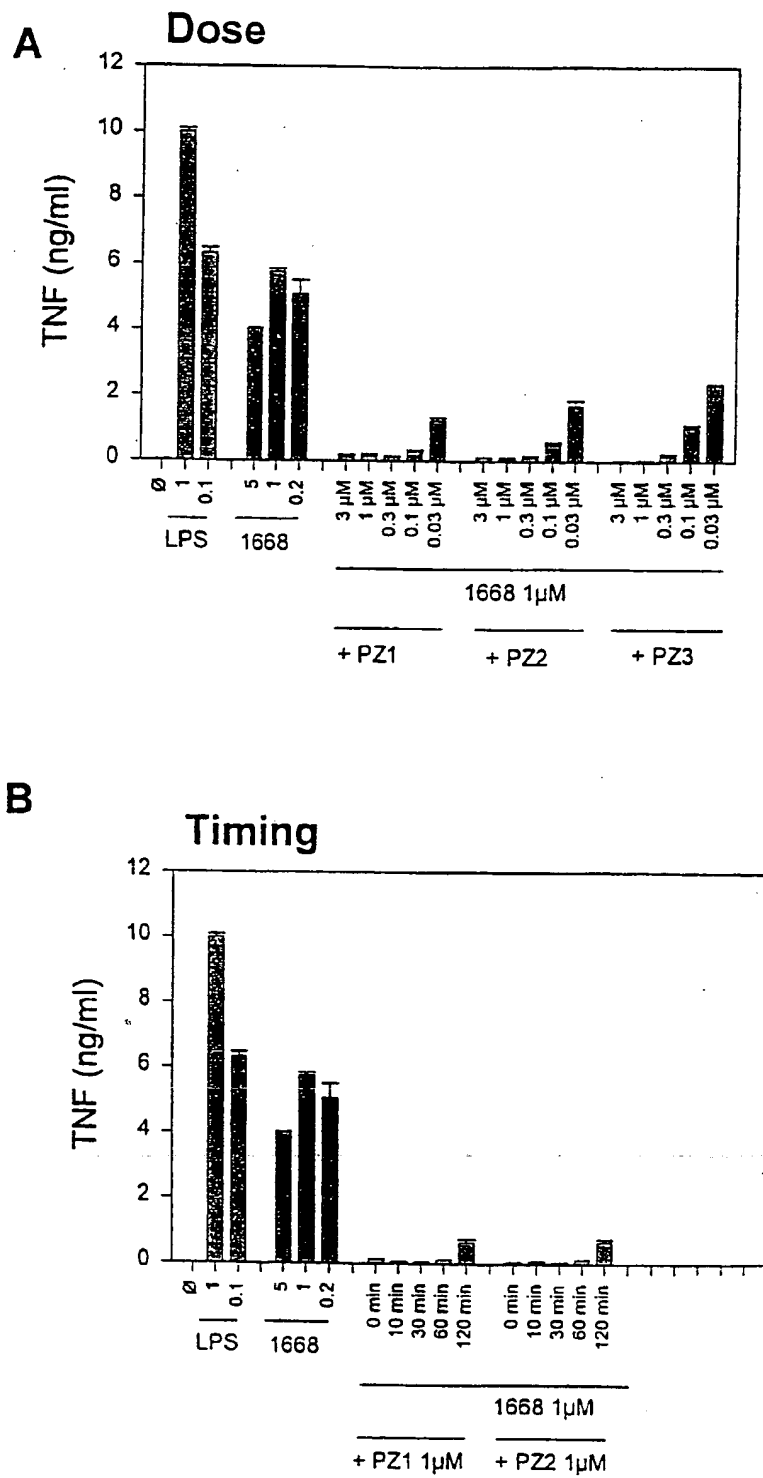 A
Dose
12
10
8
6
4
2
0
TNF (ng/ml)
Ø
1
0.1
5
1
0.2
3 µM
1 µM
0.3 µM
0.1 µM
0.03 µM
3 µM
1 µM
0.3 µM
0.1 µM
0.03 µM
3 µM
1 µM
0.3 µM
0.1 µM
0.03 µM
LPS
1668
1668 1µM
+ PZ1
+ PZ2
+ PZ3
B
Timing
12
10
8
6
4
2
0
TNF (ng/ml)
Ø
1
0.1
5
1
0.2
0 min
10 min
30 min
60 min
120 min
0 min
10 min
30 min
60 min
120 min
LPS
1668
1668 1µM
+ PZ1 1µM
+ PZ2 1µM